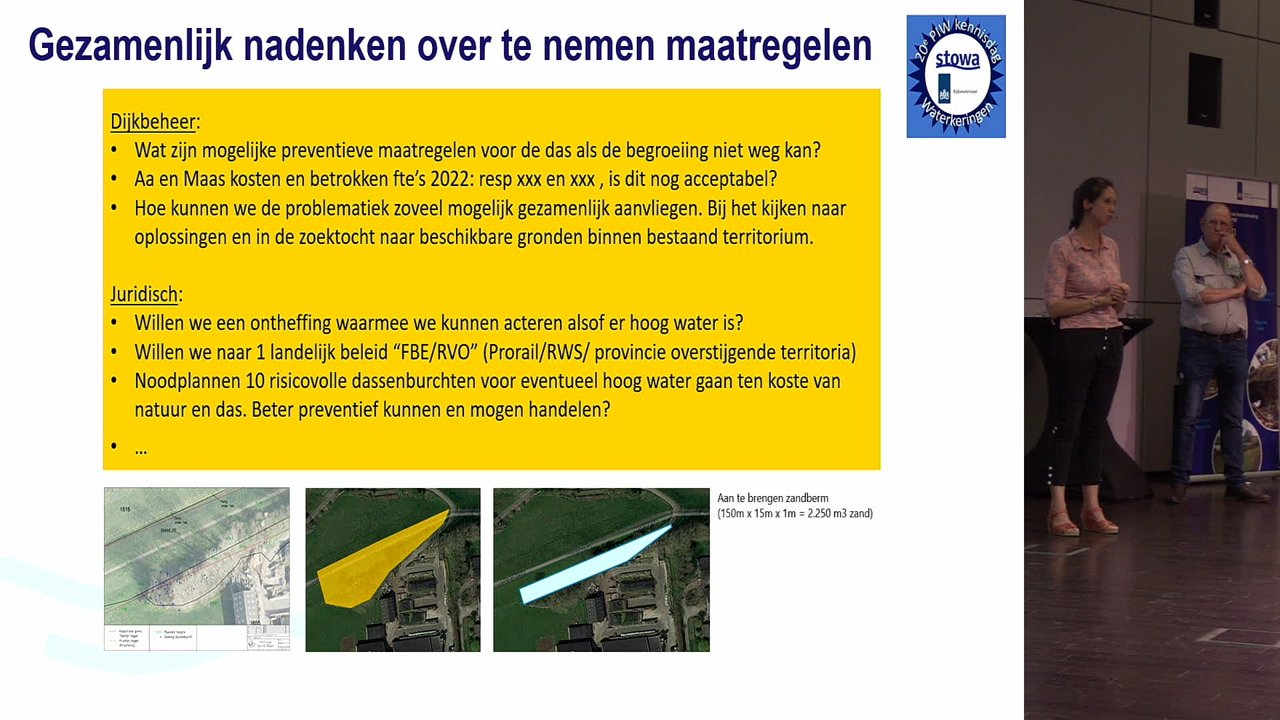 Gezamenlijk nadenken over te nemen maatregelen
20e PIW kennisdag
stowa
Rijkswaterstaat
Waterkeringen
Dijkbeheer:
• Wat zijn mogelijke preventieve maatregelen voor de das als de begroeiing niet weg kan?
• Aa en Maas kosten en betrokken fte's 2022: resp xxx en xxx , is dit nog acceptabel?
• Hoe kunnen we de problematiek zoveel mogelijk gezamenlijk aanvliegen. Bij het kijken naar
oplossingen en in de zoektocht naar beschikbare gronden binnen bestaand territorium.
Juridisch:
• Willen we een ontheffing waarmee we kunnen acteren alsof er hoog water is?
• Willen we naar 1 landelijk beleid “FBE/RVO” (Prorail/RWS/ provincie overstijgende territoria)
• Noodplannen 10 risicovolle dassenburchten voor eventueel hoog water gaan ten koste van
natuur en das. Beter preventief kunnen en mogen handelen?
• ...
Aan te brengen zandberm
(150m x 15m x 1m = 2.250 m3 zand)